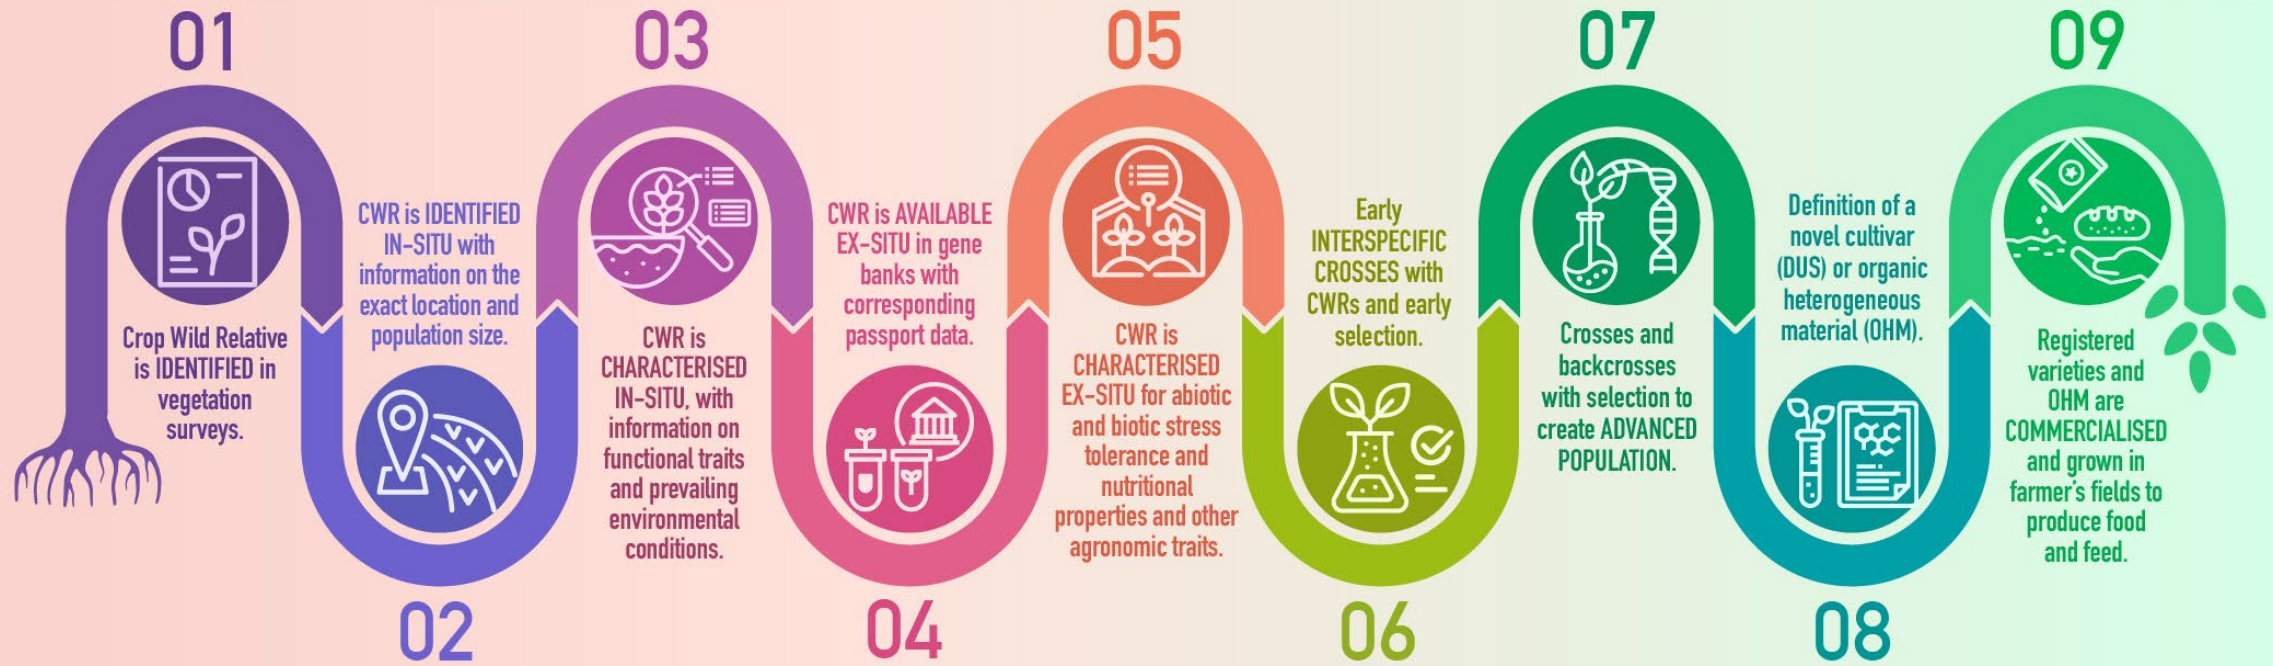 01
Crop Wild Relative
is IDENTIFIED in
vegetation
surveys.
CWR is IDENTIFIED
IN-SITU with
information on the
exact location and
population size.
02
03
CWR is
CHARACTERISED
IN-SITU, with
information on
functional traits
and prevailing
environmental
conditions.
CWR is AVAILABLE
EX-SITU in gene
banks with
corresponding
passport data.
04
05
CWR is
CHARACTERISED
EX-SITU for abiotic
and biotic stress
tolerance and
nutritional
properties and other
agronomic traits.
Early
INTERSPECIFIC
CROSSES with
CWRs and early
selection.
06
07
Crosses and
backcrosses
with selection to
create ADVANCED
POPULATION.
Definition of a
novel cultivar
(DUS) or organic
heterogeneous
material (OHM).
08
09
Registered
varieties and
OHM are
COMMERCIALISED
and grown in
farmer's fields to
produce food
and feed.